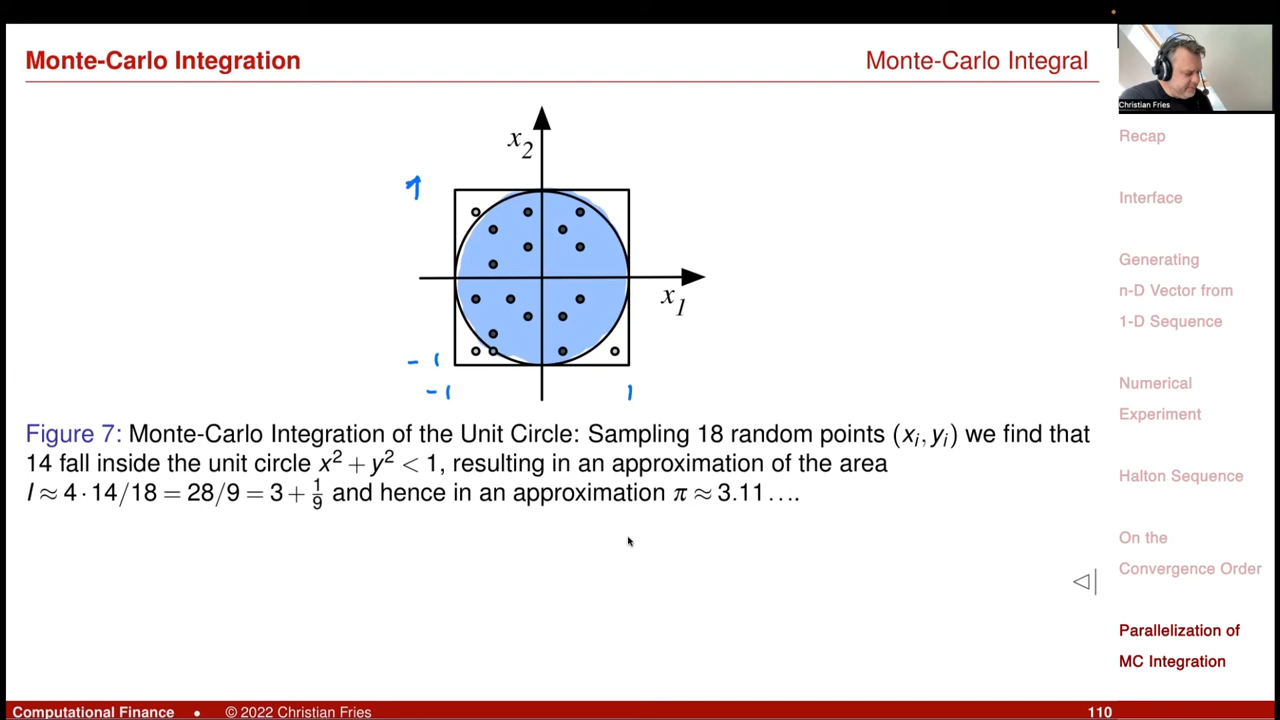 Monte-Carlo Integration
Monte-Carlo Integral
Christian Fries
Recap
Interface
Generating
n-D Vector from
1-D Sequence
Numerical
Experiment
Halton Sequence
On the
Convergence Order
Parallelization of
MC Integration
x₂
1
x₁
-1
-1
1
Figure 7: Monte-Carlo Integration of the Unit Circle: Sampling 18 random points (xᵢ, yᵢ) we find that
14 fall inside the unit circle x² + y² < 1, resulting in an approximation of the area
I ≈ 4 · 14/18 = 28/9 = 3 + 1/9 and hence in an approximation π ≈ 3.11 ....
Computational Finance • © 2022 Christian Fries
110